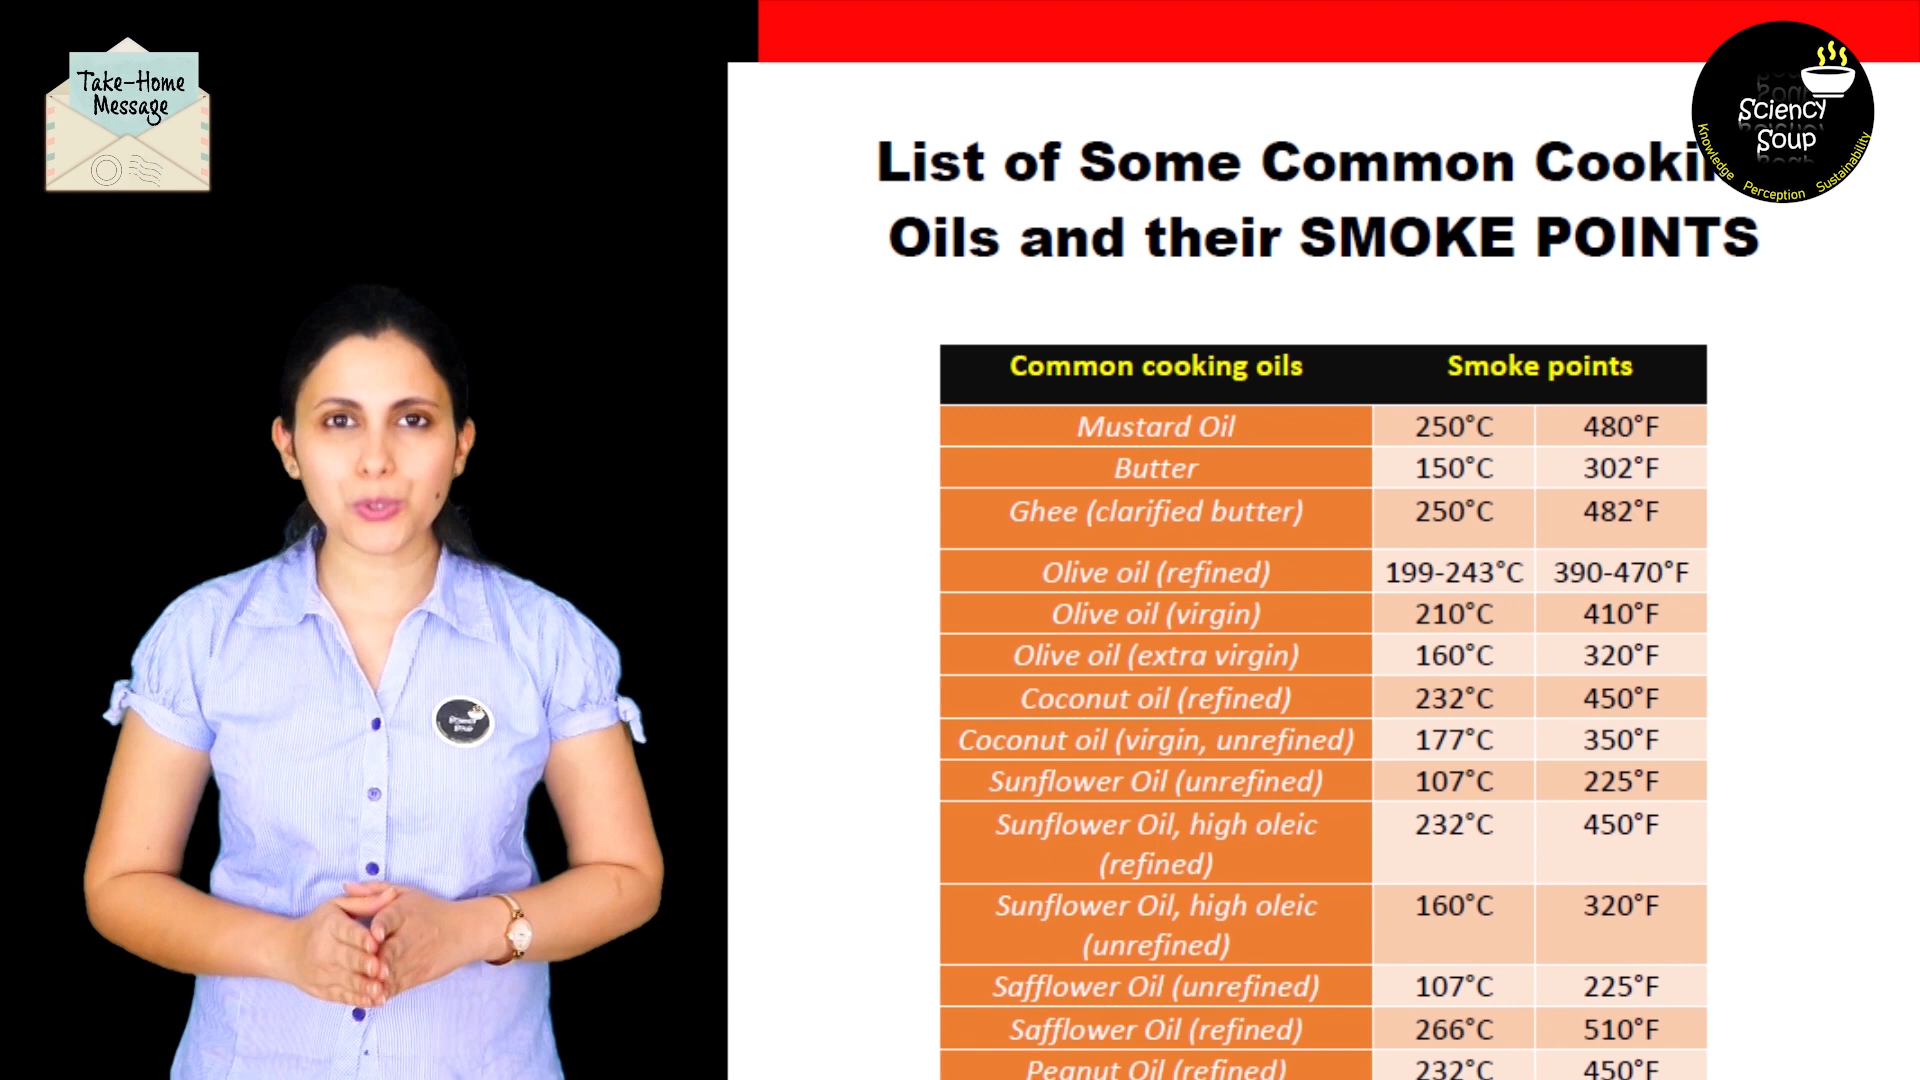 Take-Home
Message
Sciency
Soup
Knowledge Perception Sustainability
List of Some Common Cooki
Oils and their SMOKE POINTS
Common cooking oils Smoke points
Mustard Oil 250°C 480°F
Butter 150°C 302°F
Ghee (clarified butter) 250°C 482°F
Olive oil (refined) 199-243°C 390-470°F
Olive oil (virgin) 210°C 410°F
Olive oil (extra virgin) 160°C 320°F
Coconut oil (refined) 232°C 450°F
Coconut oil (virgin, unrefined) 177°C 350°F
Sunflower Oil (unrefined) 107°C 225°F
Sunflower Oil, high oleic 232°C 450°F
(refined)
Sunflower Oil, high oleic 160°C 320°F
(unrefined)
Safflower Oil (unrefined) 107°C 225°F
Safflower Oil (refined) 266°C 510°F
Peanut Oil (refined) 232°C 450°F
Sciency
Soup